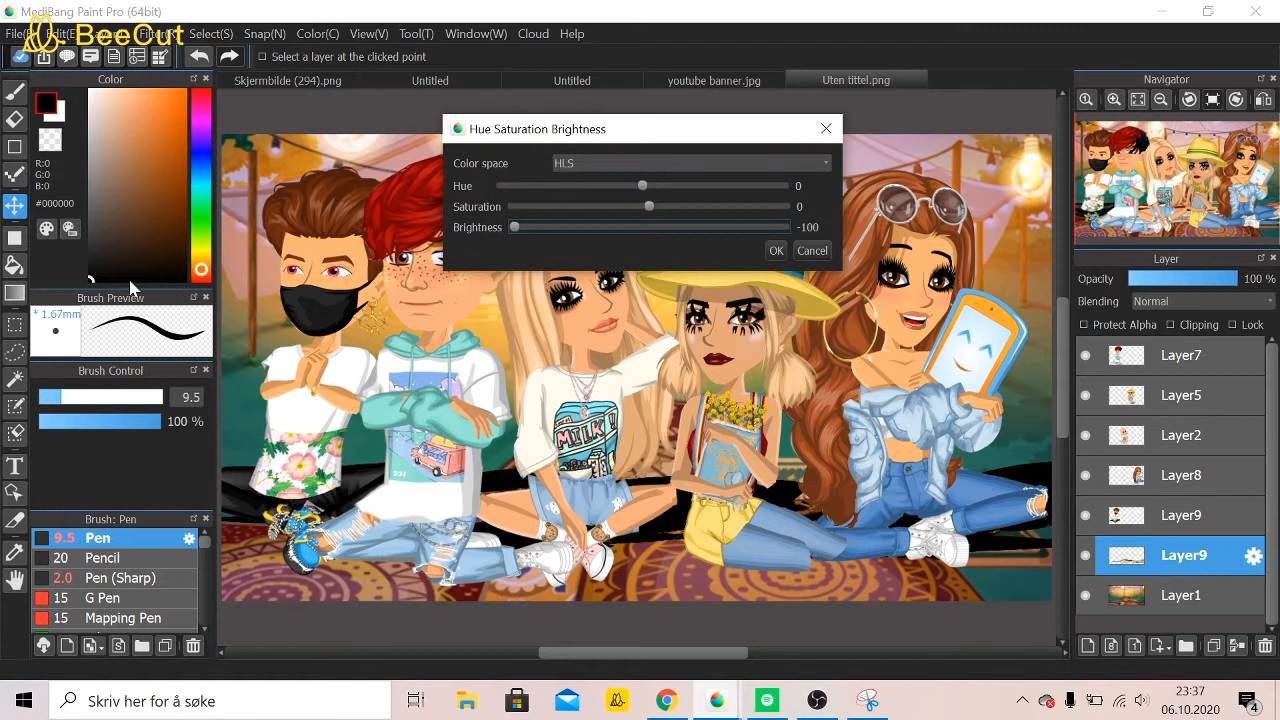 MediBang Paint Pro (64bit)
BeeCut
Select(S) Snap(N) Color(C) View(V) Tool(T) Window(W) Cloud Help
Select a layer at the clicked point
Color
Skjermbilde (294).png Untitled Untitled youtube banner.jpg Uten tittel.png
Navigator
Hue Saturation Brightness
Color space HLS
Hue 0
Saturation 0
Brightness -100
OK Cancel
R:0
G:0
B:0
#000000
Brush Preview
* 1.67mm
Brush Control
9.5
100 %
Brush: Pen
9.5 Pen
20 Pencil
2.0 Pen (Sharp)
15 G Pen
15 Mapping Pen
MILK
931
Layer
Opacity 100 %
Blending Normal
Protect Alpha Clipping Lock
Layer7
Layer5
Layer2
Layer8
Layer9
Layer9
Layer1
Skriv her for å søke
23:37
06.10.2020
4